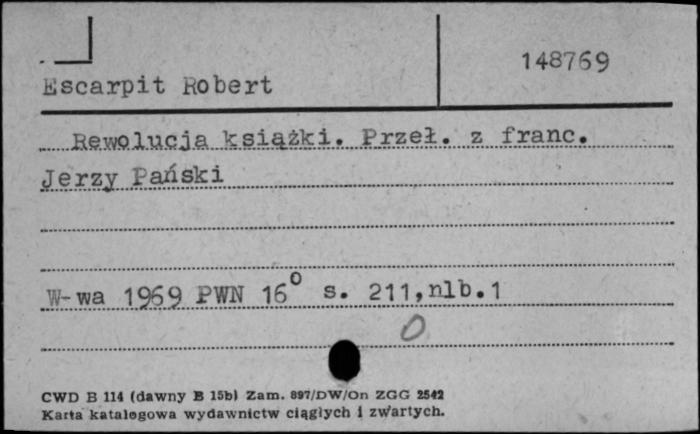 Escarpit Robert
148769
Rewolucja książki. Przeł. z franc.
Jerzy Pański
W-wa 1969 PWN 16° s. 211,nlb.1
0
CWD B 114 (dawny B 15b) Zam. 897/DW/On ZGG 2542
Karta katalogowa wydawnictw ciągłych i zwartych.